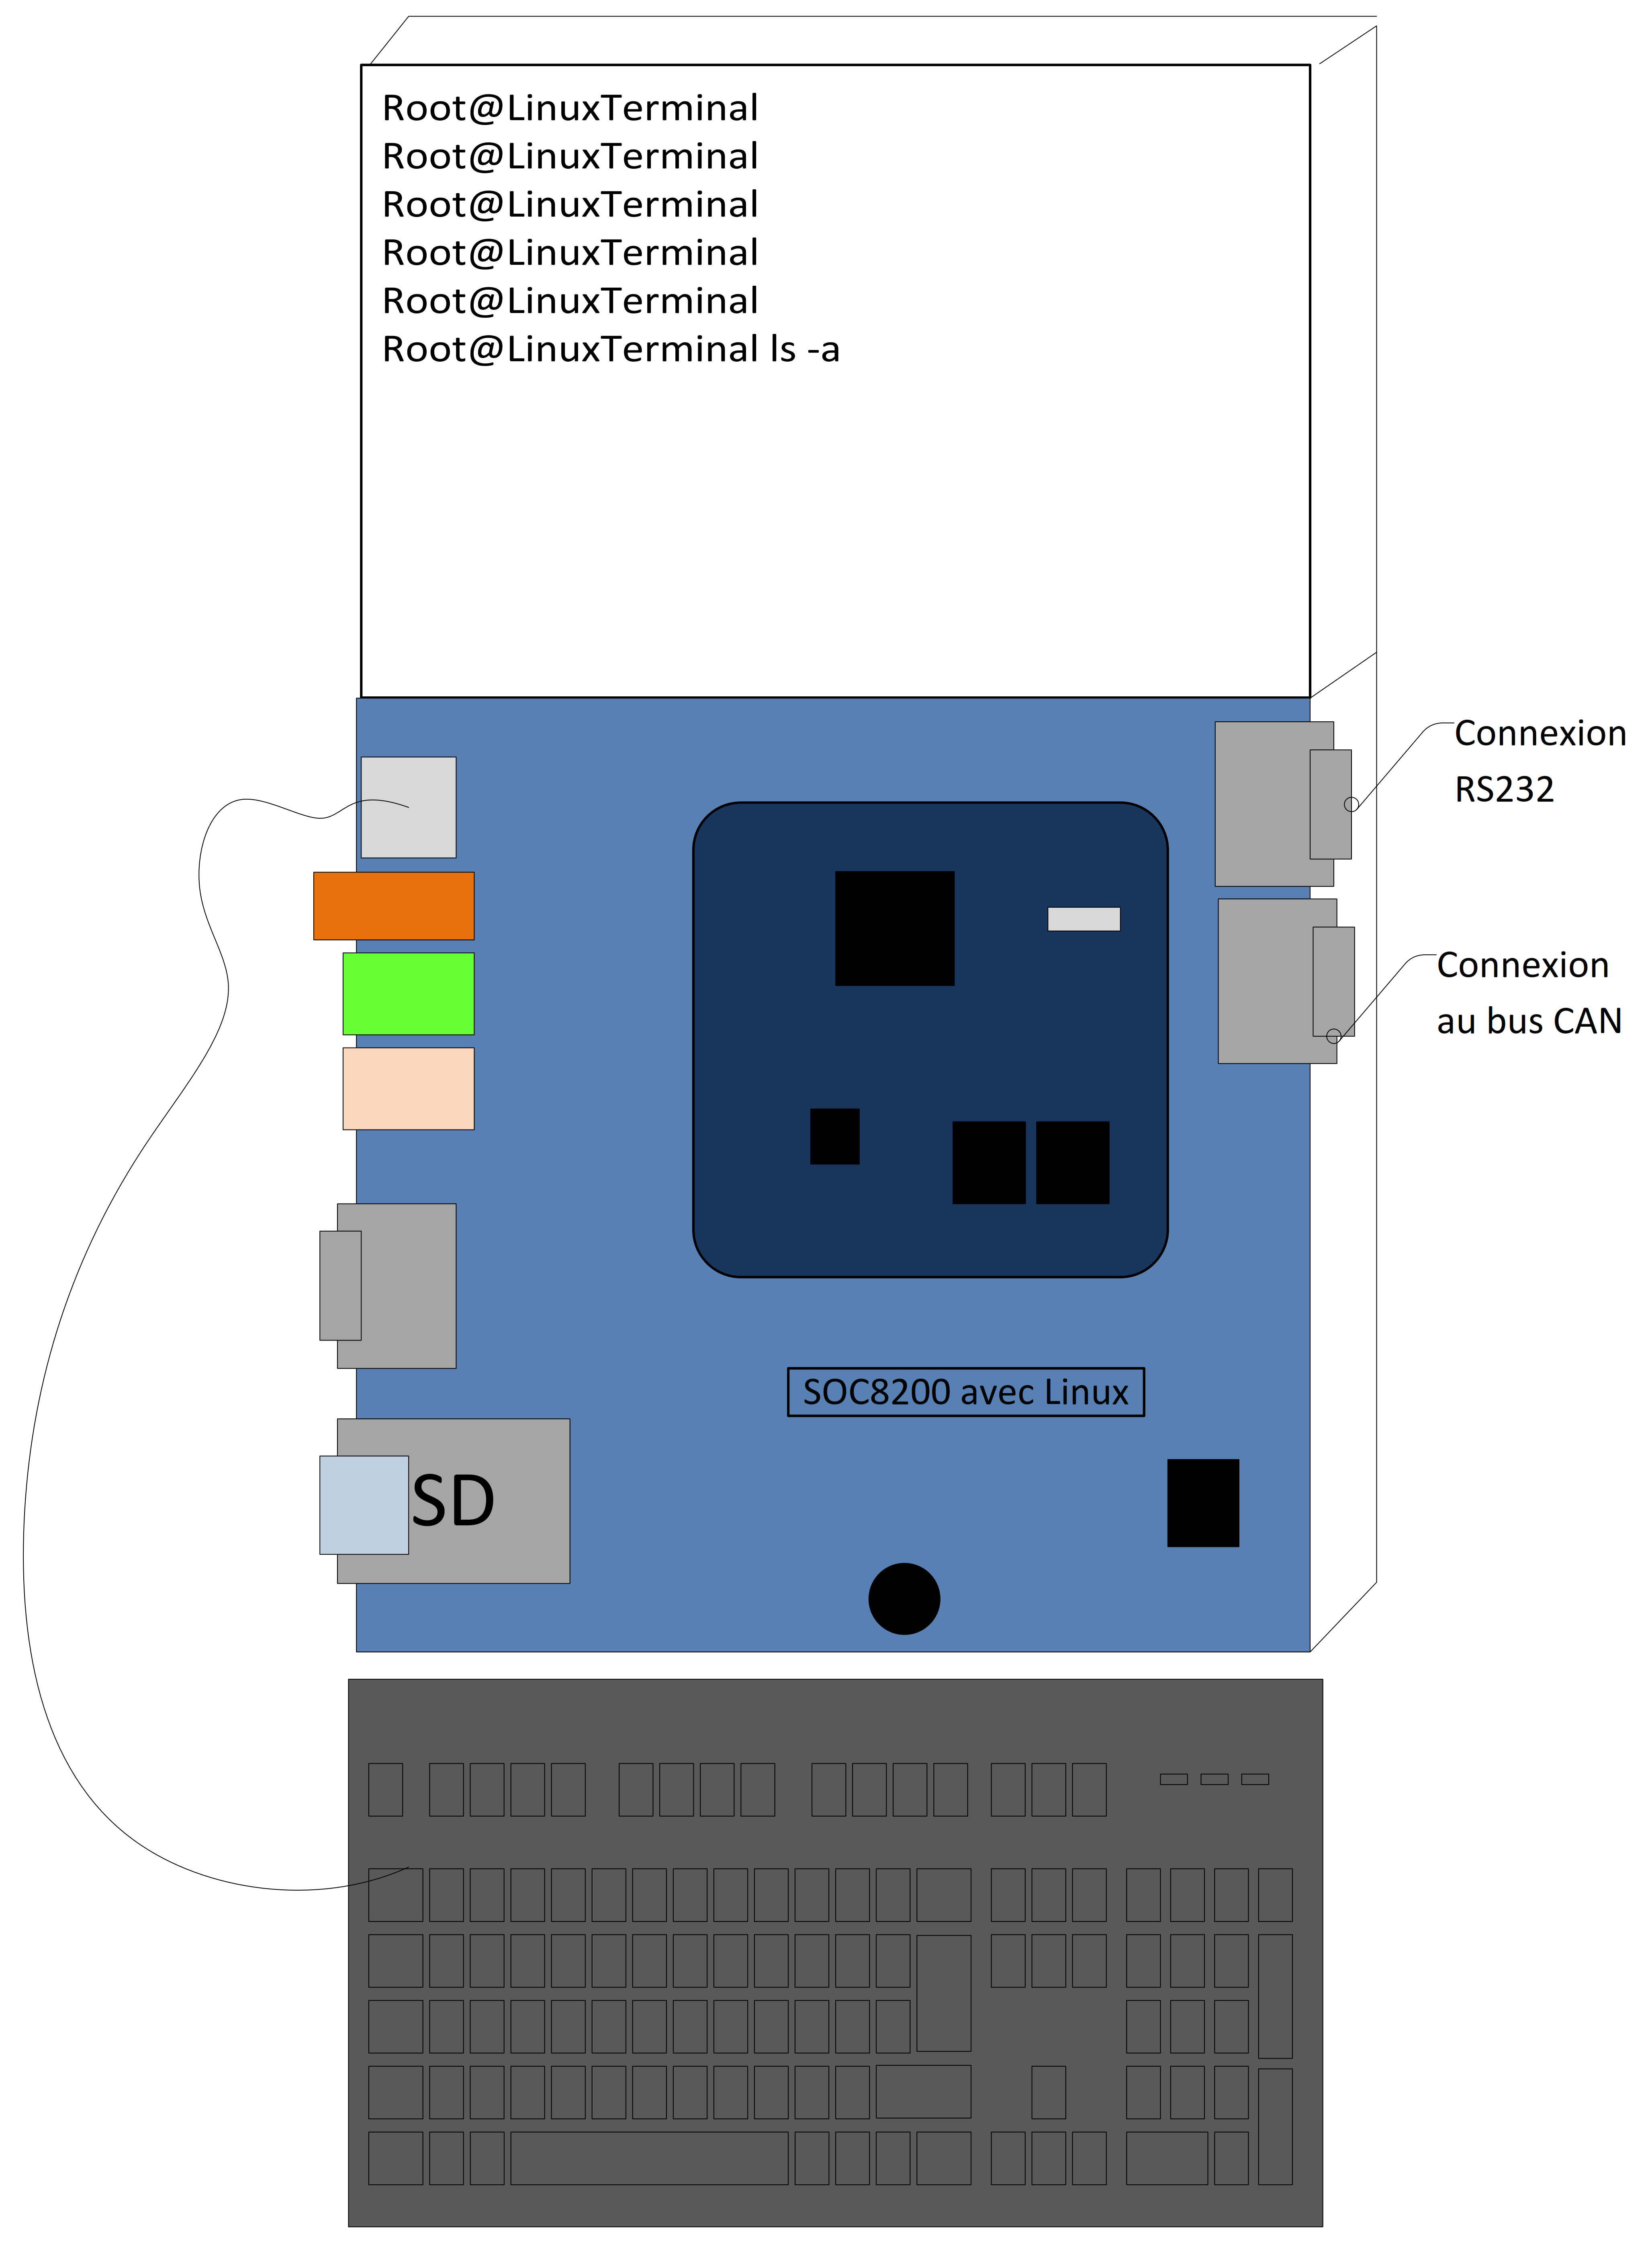 Root@LinuxTerminal
Root@LinuxTerminal
Root@LinuxTerminal
Root@LinuxTerminal
Root@LinuxTerminal
Root@LinuxTerminal ls -a
Connexion
RS232
Connexion
au bus CAN
SOC8200 avec Linux
SD